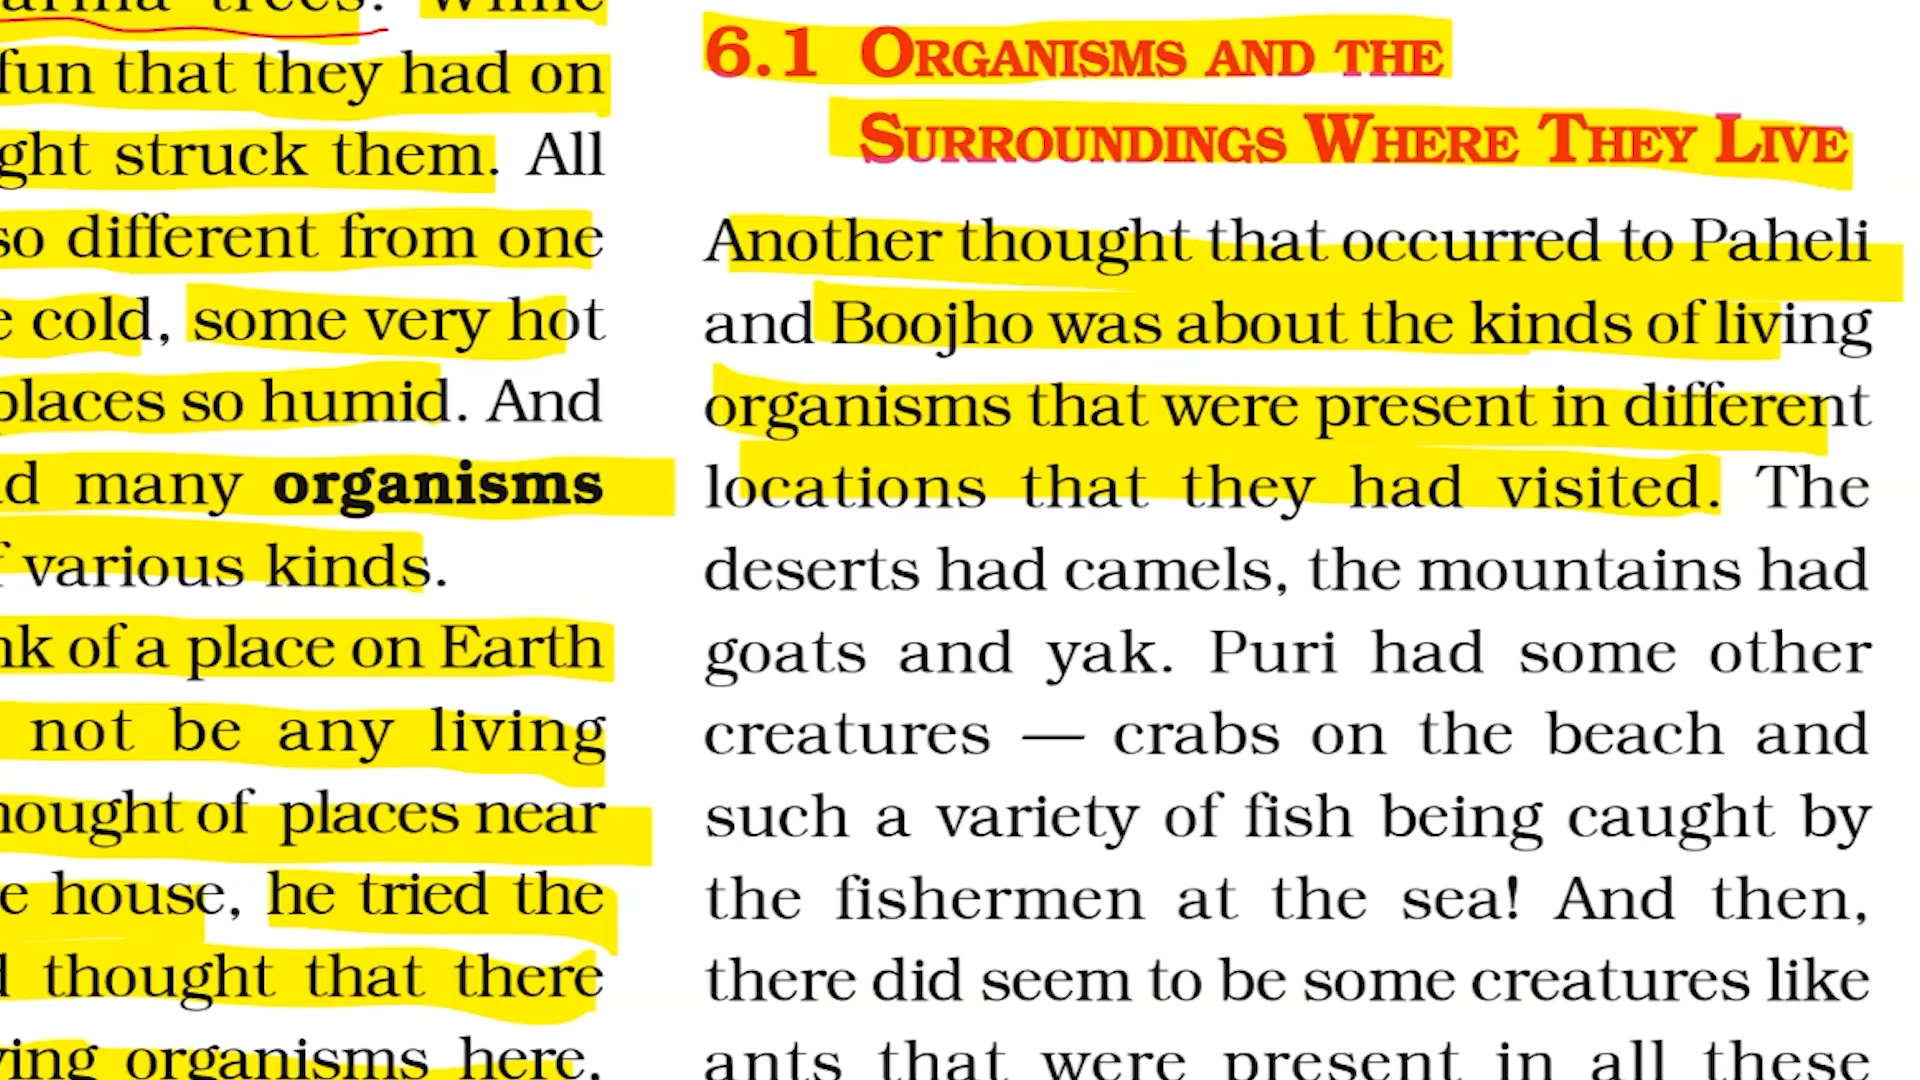 fun that they had on
struck them. All
so different from one
cold, some very hot
places so humid. And
many organisms
various kinds.
of a place on Earth
not be any living
of places near
house, he tried the
thought that there
organisms here.
6.1 ORGANISMS AND THE
SURROUNDINGS WHERE THEY LIVE
Another thought that occurred to Paheli
and Boojho was about the kinds of living
organisms that were present in different
locations that they had visited. The
deserts had camels, the mountains had
goats and yak. Puri had some other
creatures — crabs on the beach and
such a variety of fish being caught by
the fishermen at the sea! And then,
there did seem to be some creatures like
ants that were present in all these